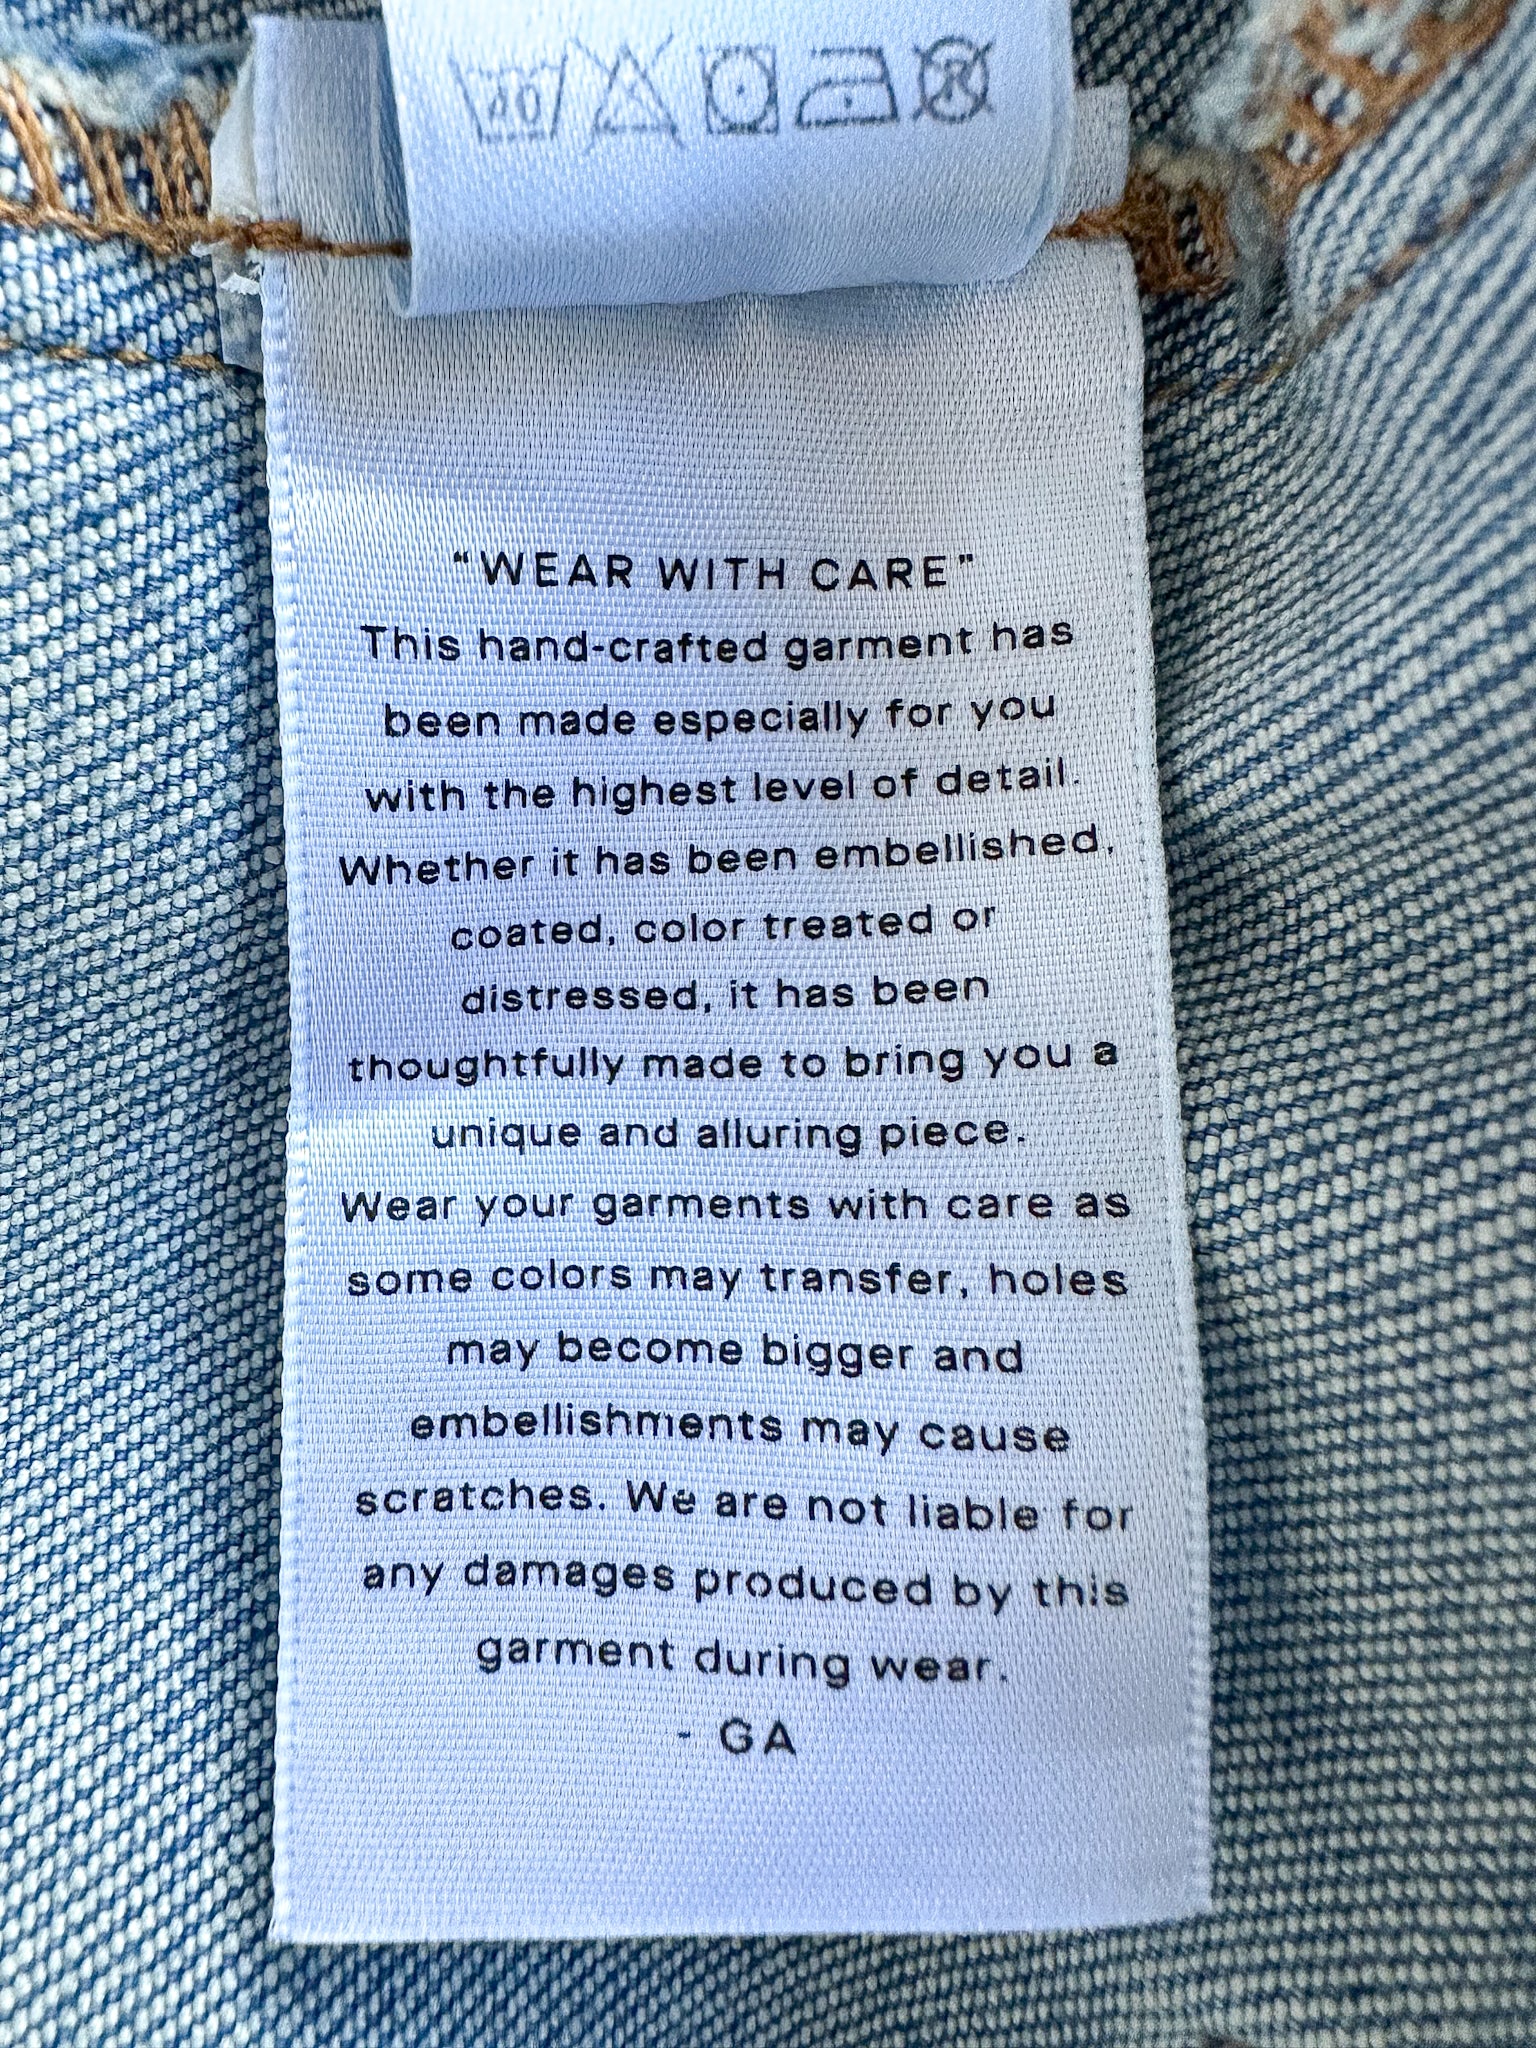 R
"WEAR WITH CARE"
This hand-crafted garment has
been made especially for you
with the highest level of detail.
Whether it has been embellished,
coated, color treated or
distressed, it has been
thoughtfully made to bring you a
unique and alluring piece.
Wear your garments with care as
some colors may transfer, holes
may become bigger and
embellishments may cause
scratches. We are not liable for
any damages produced by this
garment during wear.
- GA